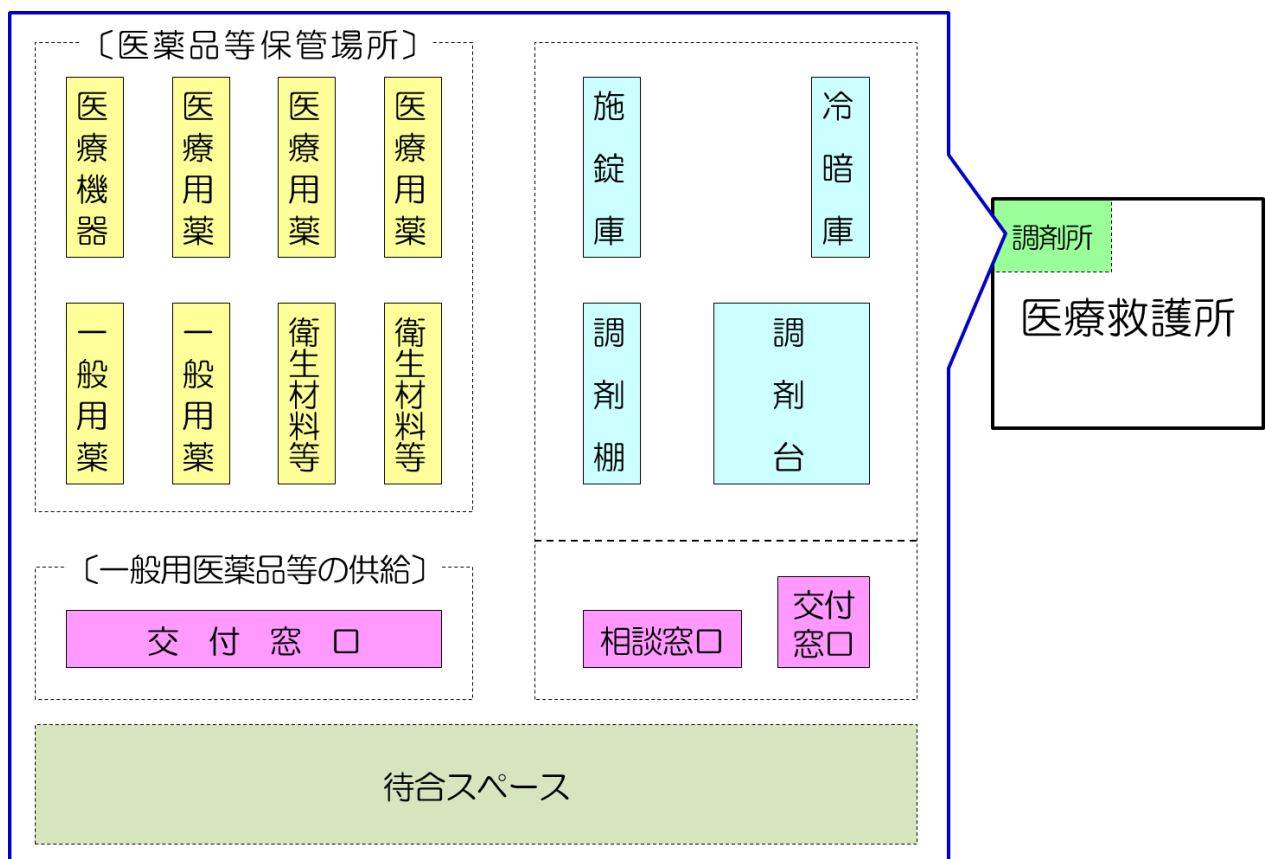 〔医薬品等保管場所〕
医療機器
医療用薬
医療用薬
医療用薬
一般用薬
一般用薬
衛生材料等
衛生材料等
施錠庫
冷暗庫
調剤棚
調剤台
〔一般用医薬品等の供給〕
交付窓口
相談窓口
交付
窓口
待合スペース
調剤所
医療救護所